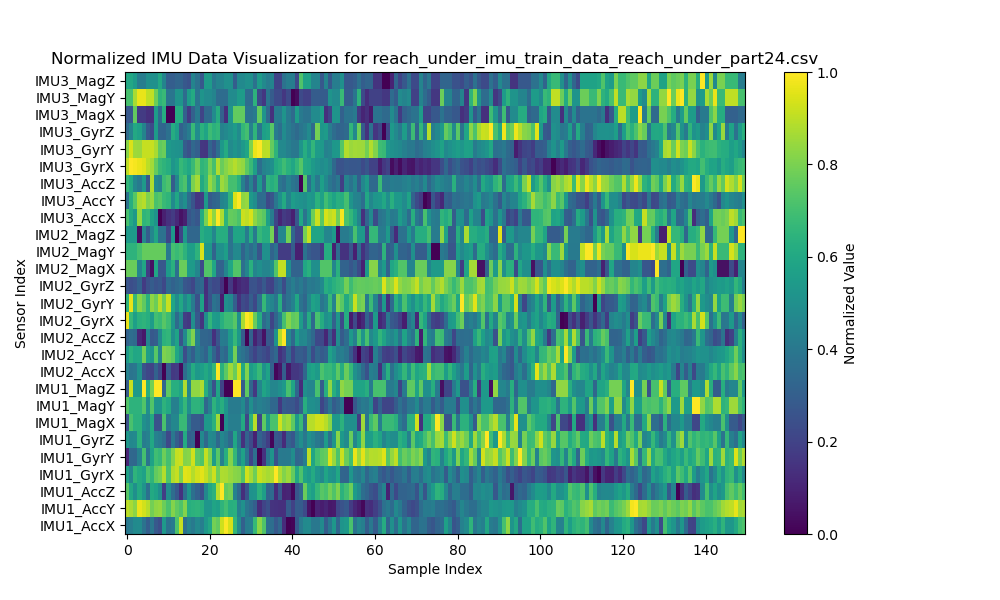 Normalized IMU Data Visualization for reach_under_imu_train_data_reach_under_part24.csv
IMU3_MagZ
IMU3_MagY
IMU3_MagX
IMU3_GyrZ
IMU3_GyrY
IMU3_GyrX
IMU3_AccZ
IMU3_AccY
IMU3_AccX
IMU2_MagZ
IMU2_MagY
IMU2_MagX
IMU2_GyrZ
IMU2_GyrY
IMU2_GyrX
IMU2_AccZ
IMU2_AccY
IMU2_AccX
IMU1_MagZ
IMU1_MagY
IMU1_MagX
IMU1_GyrZ
IMU1_GyrY
IMU1_GyrX
IMU1_AccZ
IMU1_AccY
IMU1_AccX
Sensor Index
0 20 40 60 80 100 120 140
Sample Index
1.0
0.8
0.6
0.4
0.2
0.0
Normalized Value